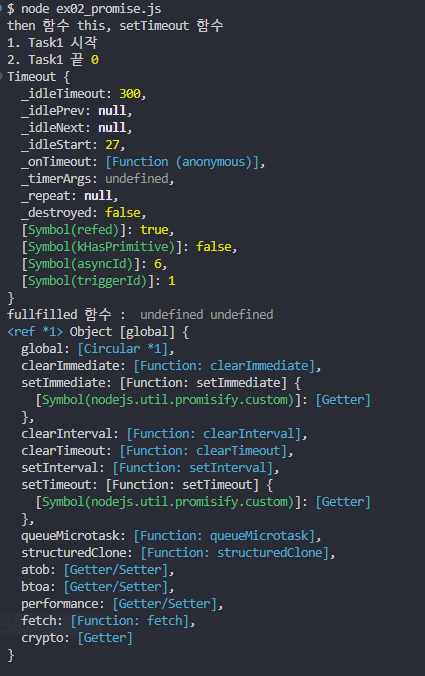 $ node ex02_promise.js
then 함수 this, setTimeout 함수
1. Task1 시작
2. Task1 끝 0
Timeout {
  _idleTimeout: 300,
  _idlePrev: null,
  _idleNext: null,
  _idleStart: 27,
  _onTimeout: [Function (anonymous)],
  _timerArgs: undefined,
  _repeat: null,
  _destroyed: false,
  [Symbol(refed)]: true,
  [Symbol(kHasPrimitive)]: false,
  [Symbol(asyncId)]: 6,
  [Symbol(triggerId)]: 1
}
fullfilled 함수 :  undefined undefined
<ref *1> Object [global] {
  global: [Circular *1],
  clearImmediate: [Function: clearImmediate],
  setImmediate: [Function: setImmediate] {
    [Symbol(nodejs.util.promisify.custom)]: [Getter]
  },
  clearInterval: [Function: clearInterval],
  clearTimeout: [Function: clearTimeout],
  setInterval: [Function: setInterval],
  setTimeout: [Function: setTimeout] {
    [Symbol(nodejs.util.promisify.custom)]: [Getter]
  },
  queueMicrotask: [Function: queueMicrotask],
  structuredClone: [Function: structuredClone],
  atob: [Getter/Setter],
  btoa: [Getter/Setter],
  performance: [Getter/Setter],
  fetch: [Function: fetch],
  crypto: [Getter]
}